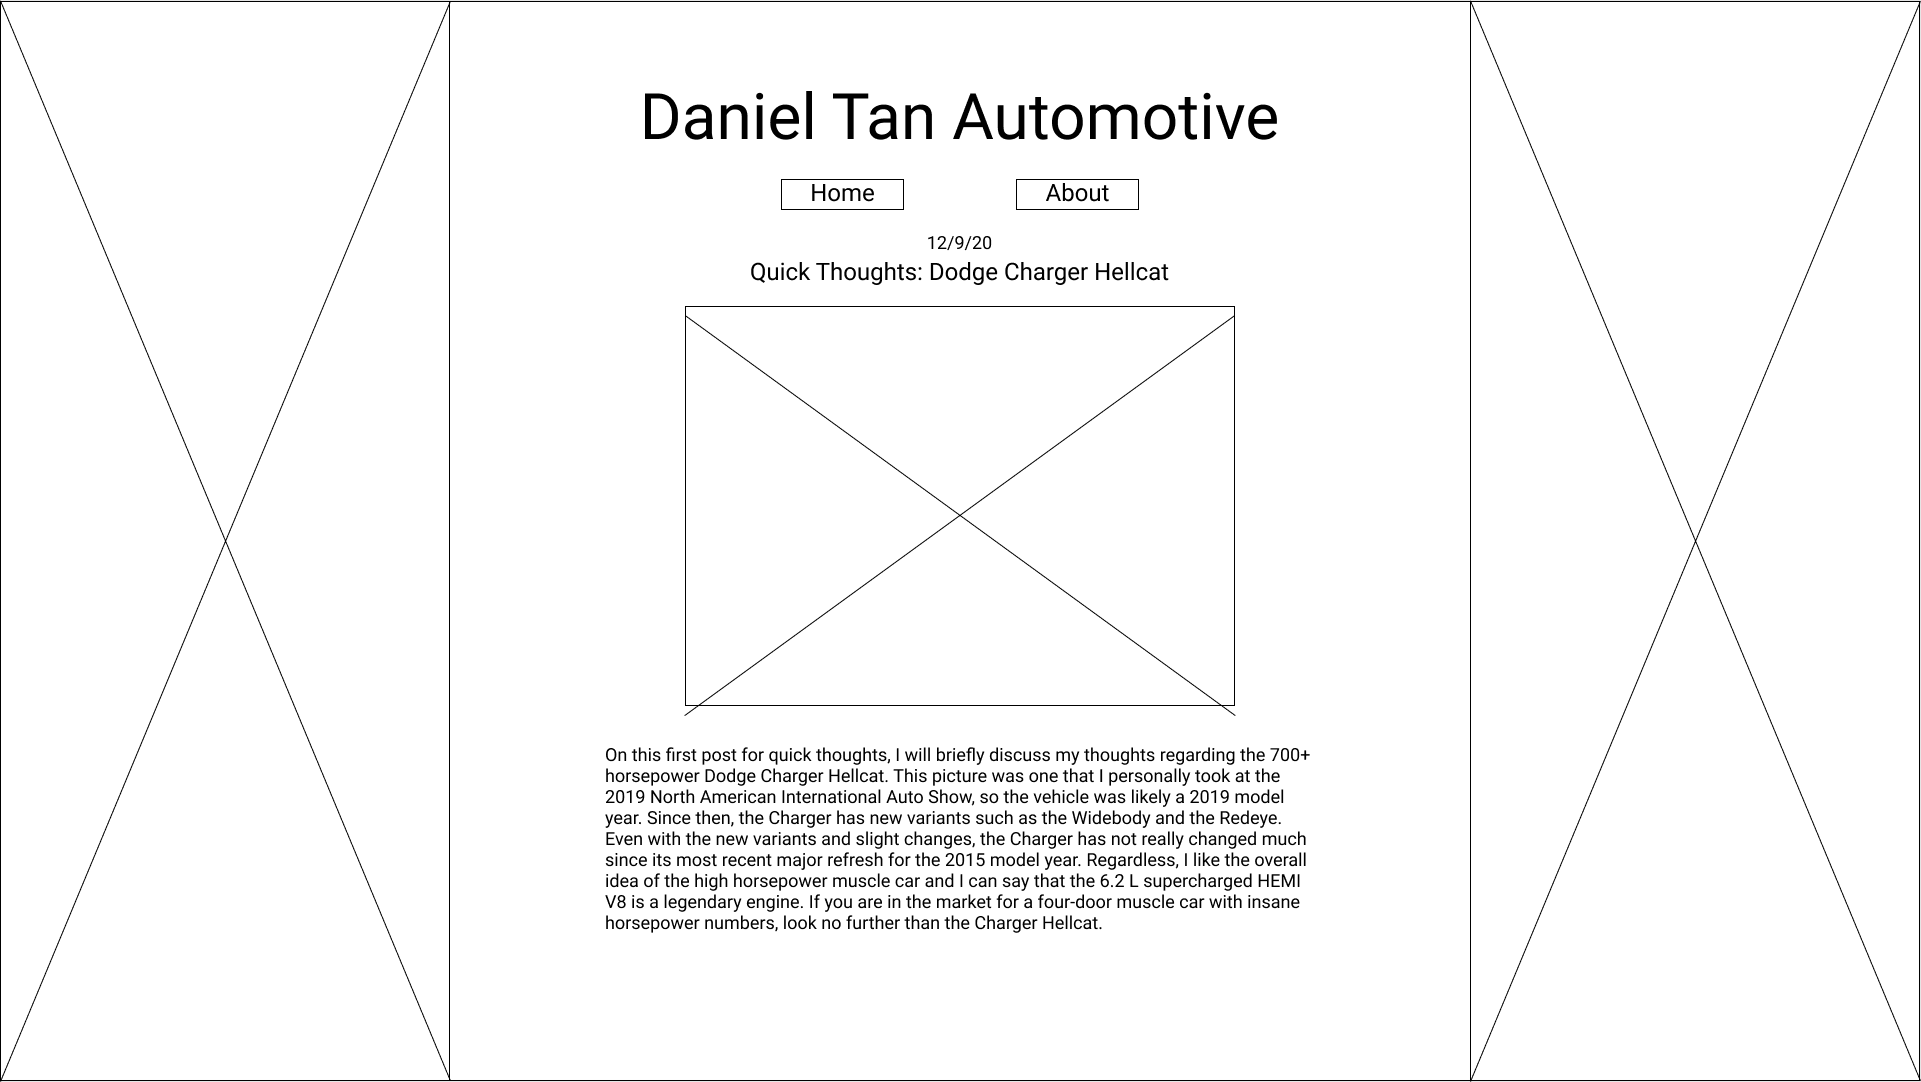 Daniel Tan Automotive
Home
About
12/9/20
Quick Thoughts: Dodge Charger Hellcat
On this first post for quick thoughts, I will briefly discuss my thoughts regarding the 700+
horsepower Dodge Charger Hellcat. This picture was one that I personally took at the
2019 North American International Auto Show, so the vehicle was likely a 2019 model
year. Since then, the Charger has new variants such as the Widebody and the Redeye.
Even with the new variants and slight changes, the Charger has not really changed much
since its most recent major refresh for the 2015 model year. Regardless, I like the overall
idea of the high horsepower muscle car and I can say that the 6.2 L supercharged HEMI
V8 is a legendary engine. If you are in the market for a four-door muscle car with insane
horsepower numbers, look no further than the Charger Hellcat.